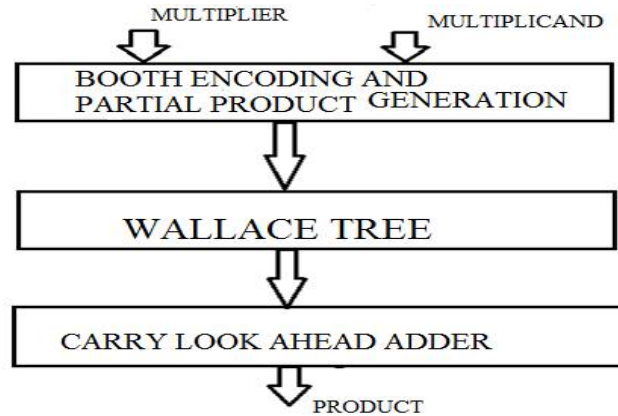 MULTIPLIER
MULTIPLICAND
BOOTH ENCODING AND
PARTIAL PRODUCT GENERATION
WALLACE TREE
CARRY LOOK AHEAD ADDER
PRODUCT